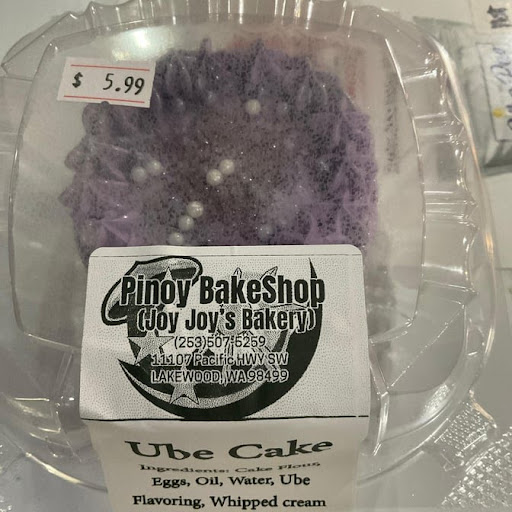 $ 5.99
Pinoy BakeShop
(Joy Joy's Bakery)
(253)507-5259
11107 Pacific HWY SW
LAKEWOOD, WA 98499
Ube Cake
Ingredients: Cake Flour,
Eggs, Oil, Water, Ube
Flavoring, Whipped cream